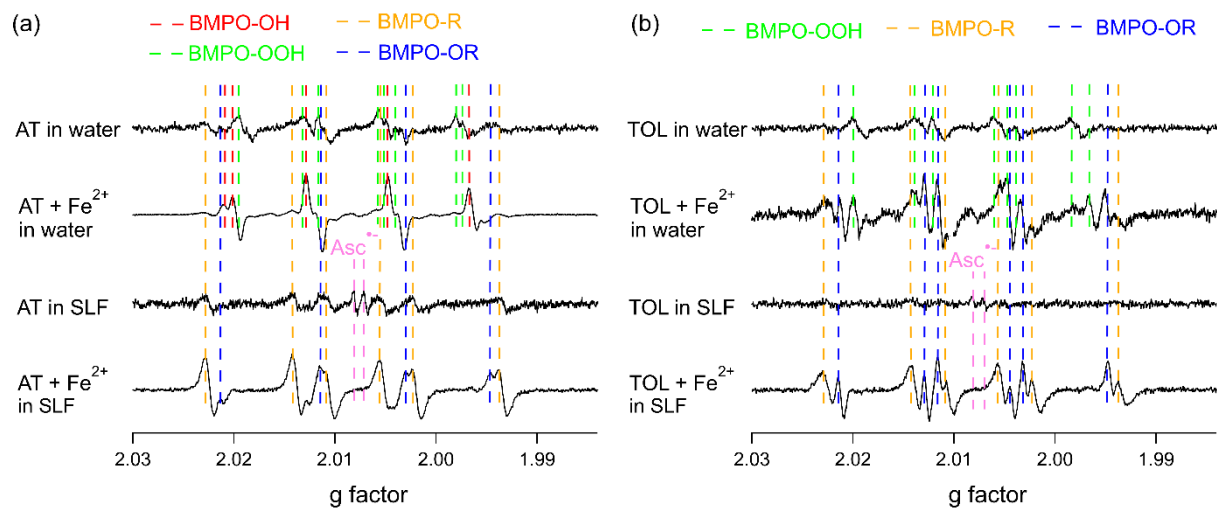 (a)
BMPO-OH
BMPO-R
BMPO-OOH
BMPO-OR
AT in water
AT + Fe²⁺
in water
Asc•-
AT in SLF
AT + Fe²⁺
in SLF
2.03 2.02 2.01 2.00 1.99
g factor
(b)
BMPO-OOH
BMPO-R
BMPO-OR
TOL in water
TOL + Fe²⁺
in water
Asc•-
TOL in SLF
TOL + Fe²⁺
in SLF
2.03 2.02 2.01 2.00 1.99
g factor